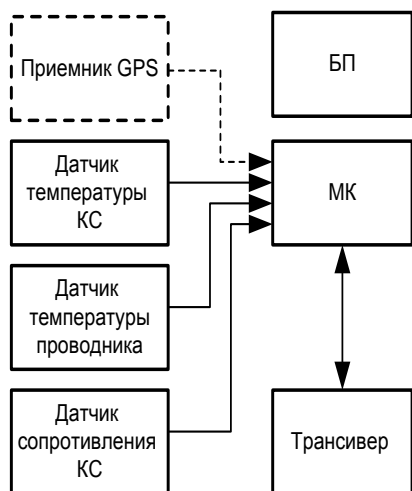 Приемник GPS
БП
Датчик
температуры
КС
МК
Датчик
температуры
проводника
Датчик
сопротивления
КС
Трансивер